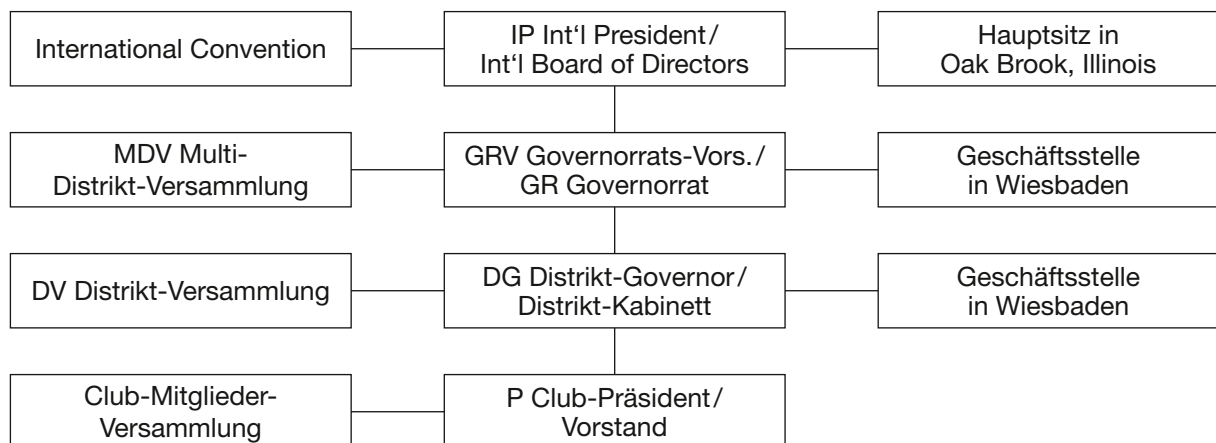 International Convention
IP Int‘l President /
Int‘l Board of Directors
Hauptsitz in
Oak Brook, Illinois
MDV Multi-
Distrikt-Versammlung
GRV Governorrats-Vors. /
GR Governorrat
Geschäftsstelle
in Wiesbaden
DV Distrikt-Versammlung
DG Distrikt-Governor /
Distrikt-Kabinett
Geschäftsstelle
in Wiesbaden
Club-Mitglieder-
Versammlung
P Club-Präsident /
Vorstand